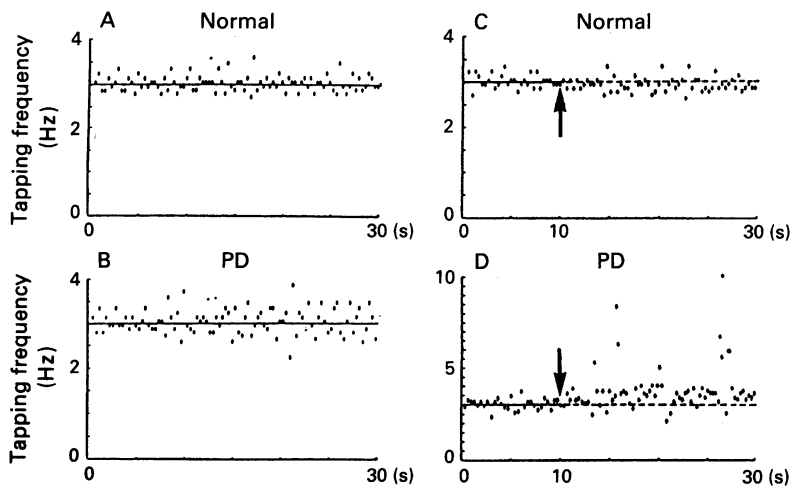 A Normal
4
2
0
0 30 (s)
Tapping frequency
(Hz)
C Normal
4
2
0
0 10 30 (s)
B PD
4
2
0
0 30 (s)
Tapping frequency
(Hz)
D PD
10
5
0
0 10 30 (s)